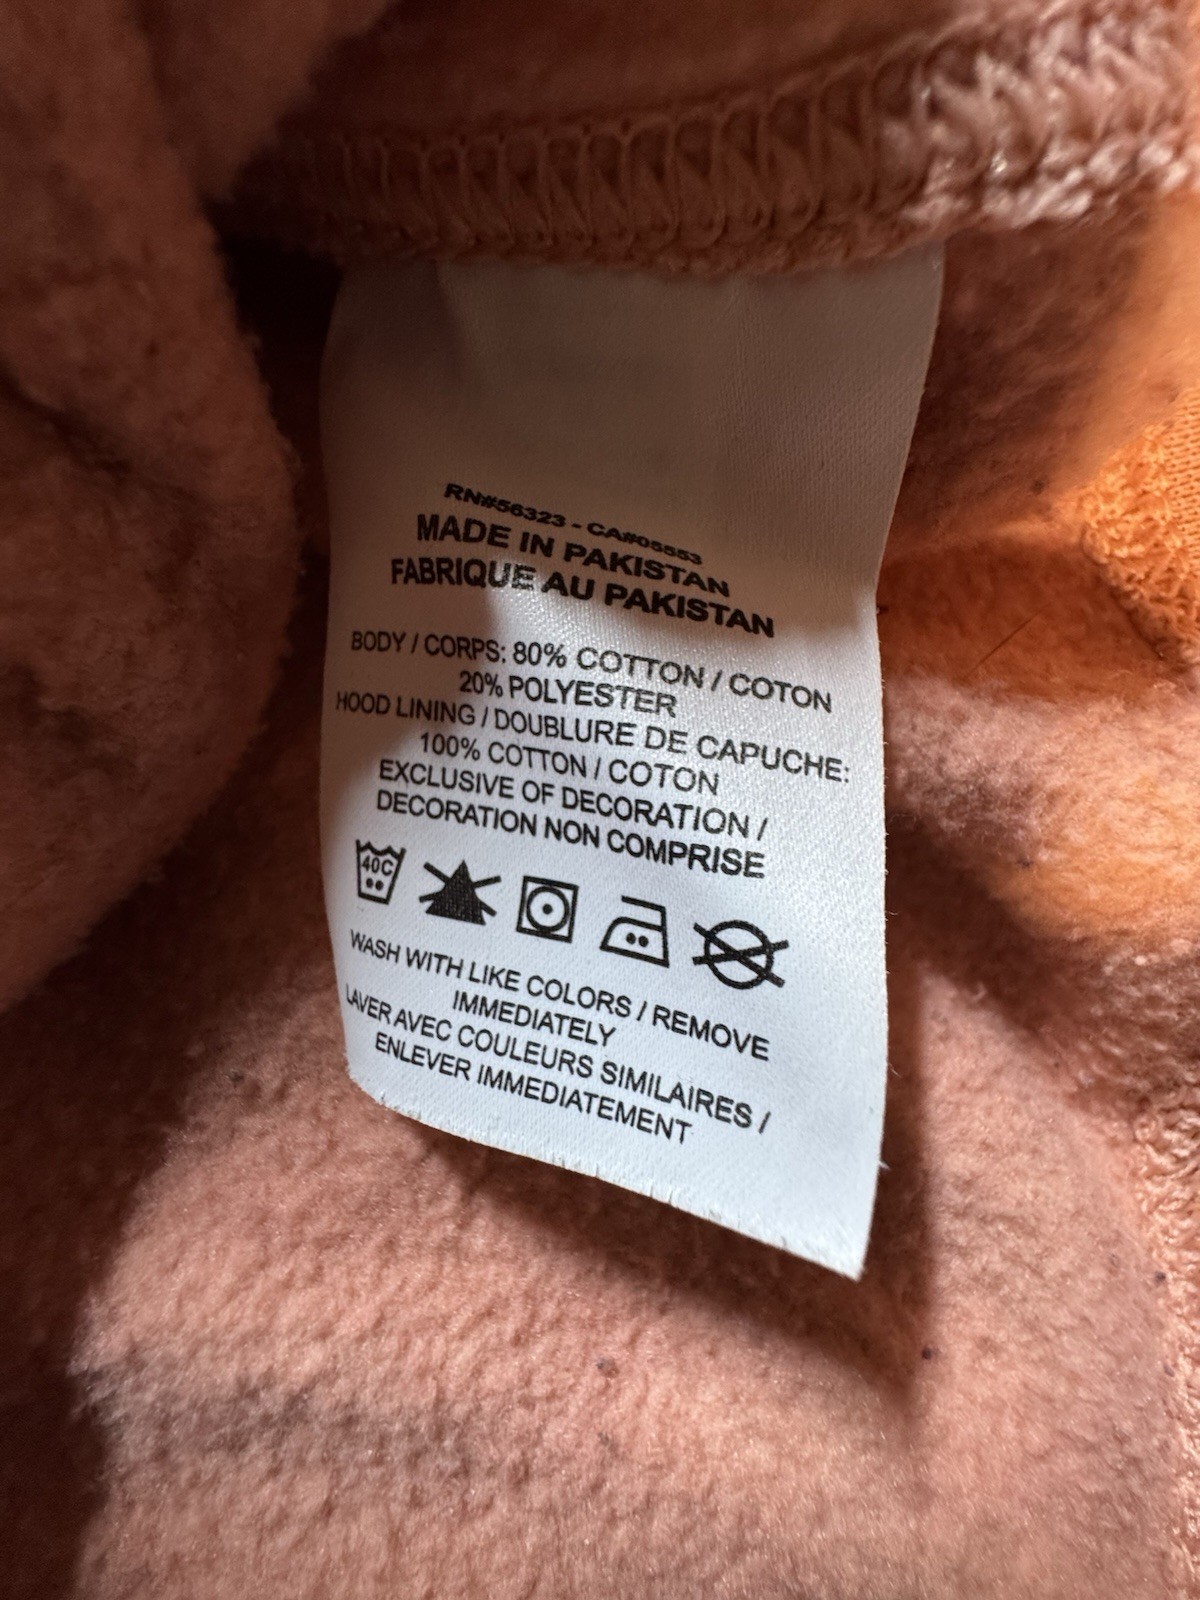 RN#56323 - CA#05553
MADE IN PAKISTAN
FABRIQUE AU PAKISTAN
BODY / CORPS: 80% COTTON / COTON
20% POLYESTER
HOOD LINING / DOUBLURE DE CAPUCHE:
100% COTTON / COTON
EXCLUSIVE OF DECORATION /
DECORATION NON COMPRISE
40C
WASH WITH LIKE COLORS / REMOVE
IMMEDIATELY
LAVER AVEC COULEURS SIMILAIRES /
ENLEVER IMMEDIATEMENT